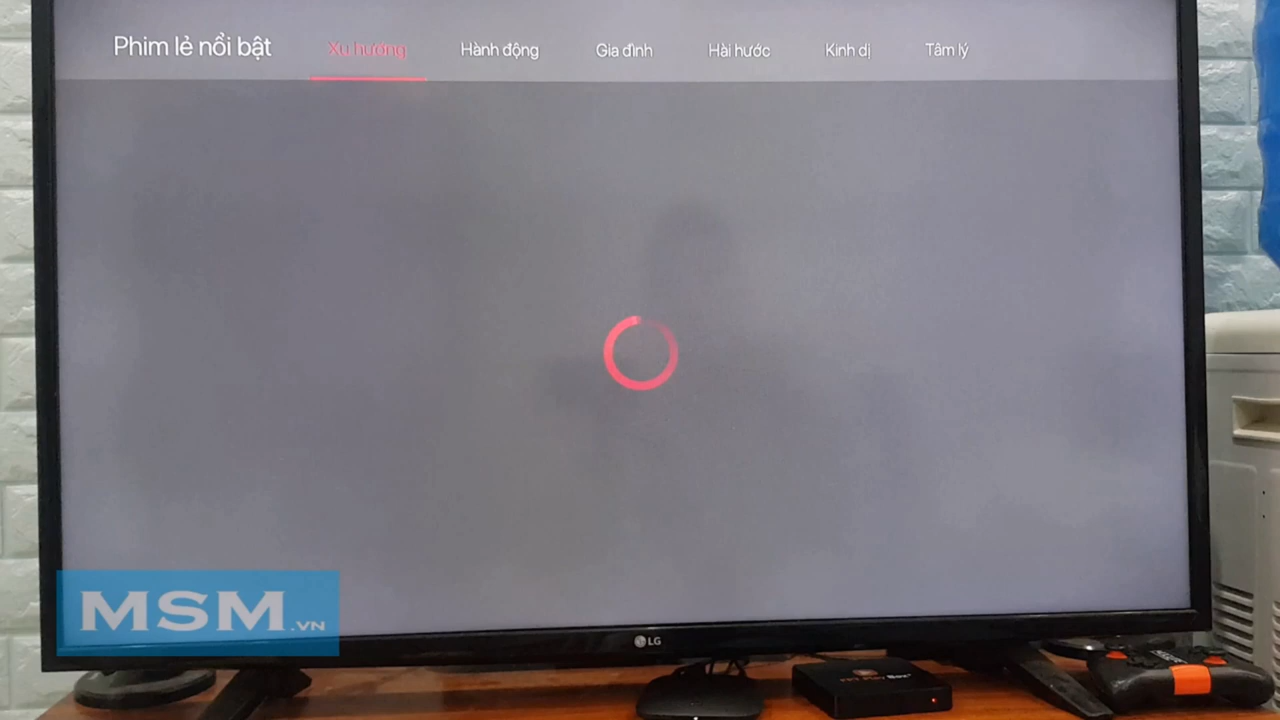 Phim lẻ nổi bật
Xu hướng
Hành động
Gia đình
Hài hước
Kinh dị
Tâm lý
MSM.VN
LG
Box